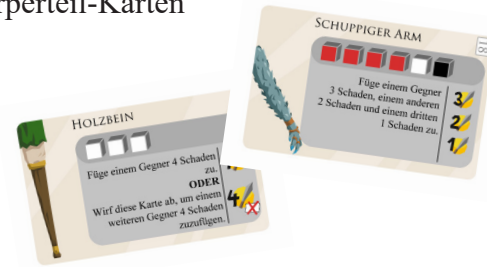 rperteil-Karten
SCHUPPIGER ARM
Füge einem Gegner
3 Schaden, einem anderen
2 Schaden und einem dritten
1 Schaden zu.
3
2
1
HOLZBEIN
Füge einem Gegner 4 Schaden
zu.
ODER
Wirf diese Karte ab, um einem
weiteren Gegner 4 Schaden
zuzufügen.
4